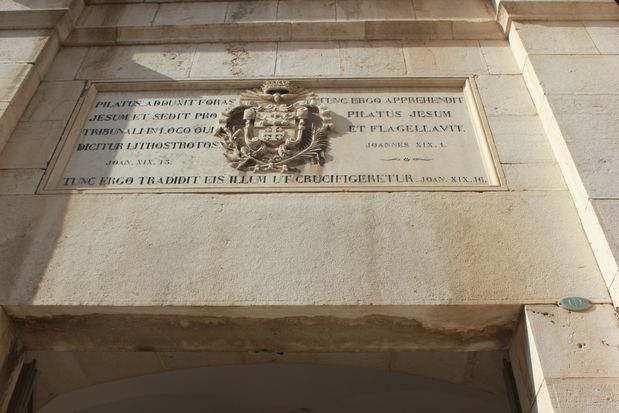 PILATUS ADDUXIT FORAS
JESUM ET SEDIT PRO
TRIBUNALI IN LOCO QUI
DICITUR LITHOSTROTOS
JOAN. XIX. 13.
TUNC ERGO APPREHENDIT
PILATUS JESUM
ET FLAGELLAVIT.
JOANNES XIX. 1.
TUNC ERGO TRADIDIT EIS ILLUM UT CRUCIFIGERETUR. JOAN. XIX. 16.